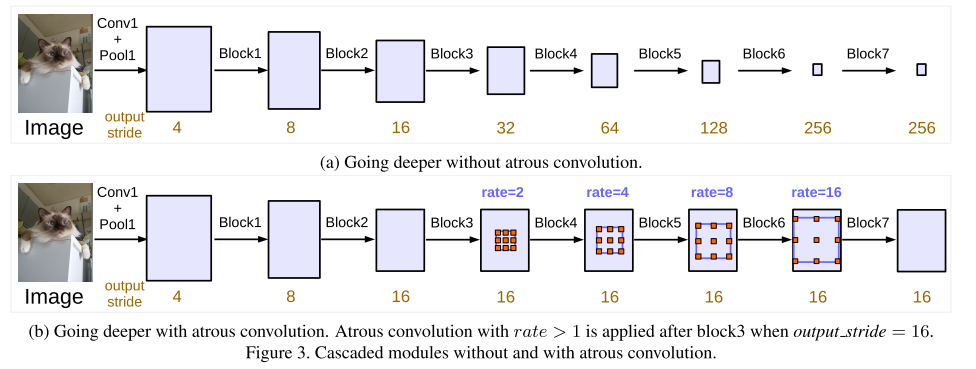 Conv1
+
Pool1
Block1
Block2
Block3
Block4
Block5
Block6
Block7
Image
output
stride
4
8
16
32
64
128
256
256
(a) Going deeper without atrous convolution.
rate=2
rate=4
rate=8
rate=16
Conv1
+
Pool1
Block1
Block2
Block3
Block4
Block5
Block6
Block7
Image
output
stride
4
8
16
16
16
16
16
16
(b) Going deeper with atrous convolution. Atrous convolution with rate > 1 is applied after block3 when output_stride = 16.
Figure 3. Cascaded modules without and with atrous convolution.